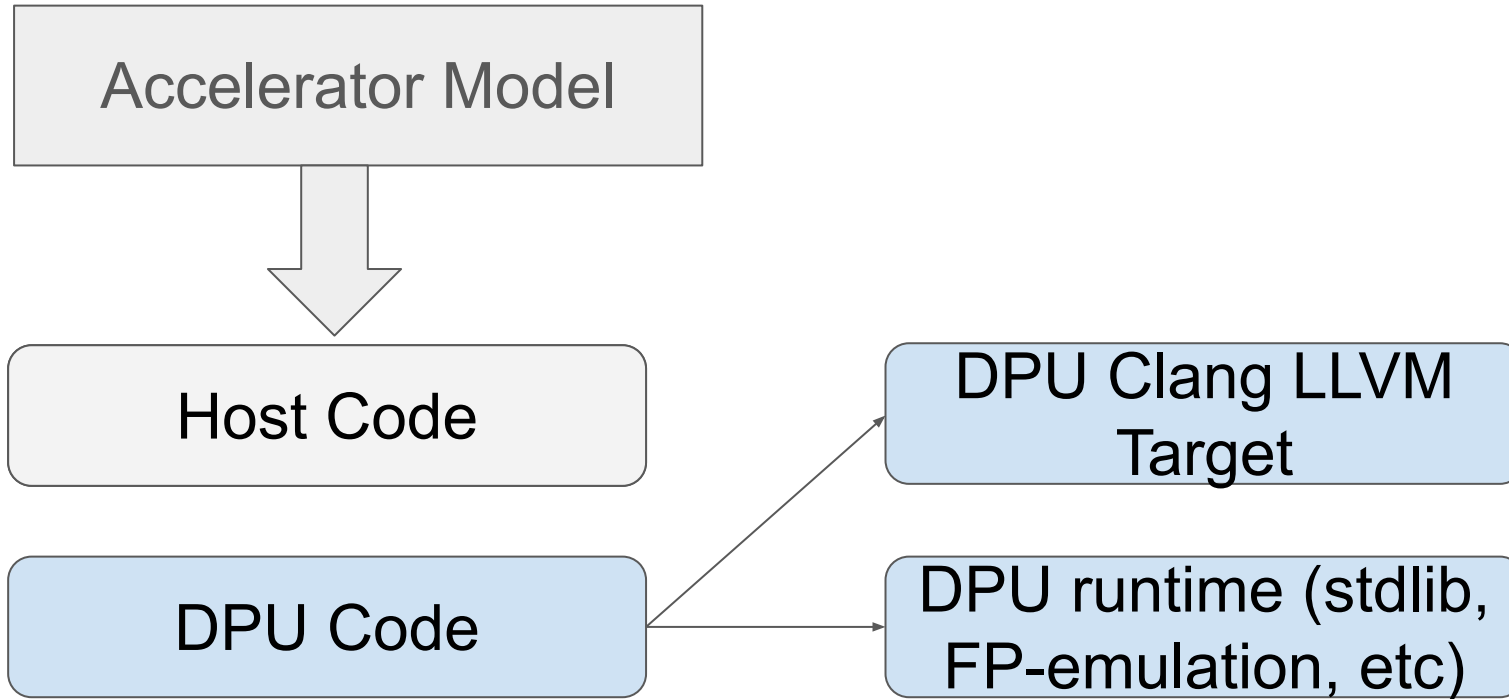 Accelerator Model
Host Code
DPU Code
DPU Clang LLVM
Target
DPU runtime (stdlib,
FP-emulation, etc)